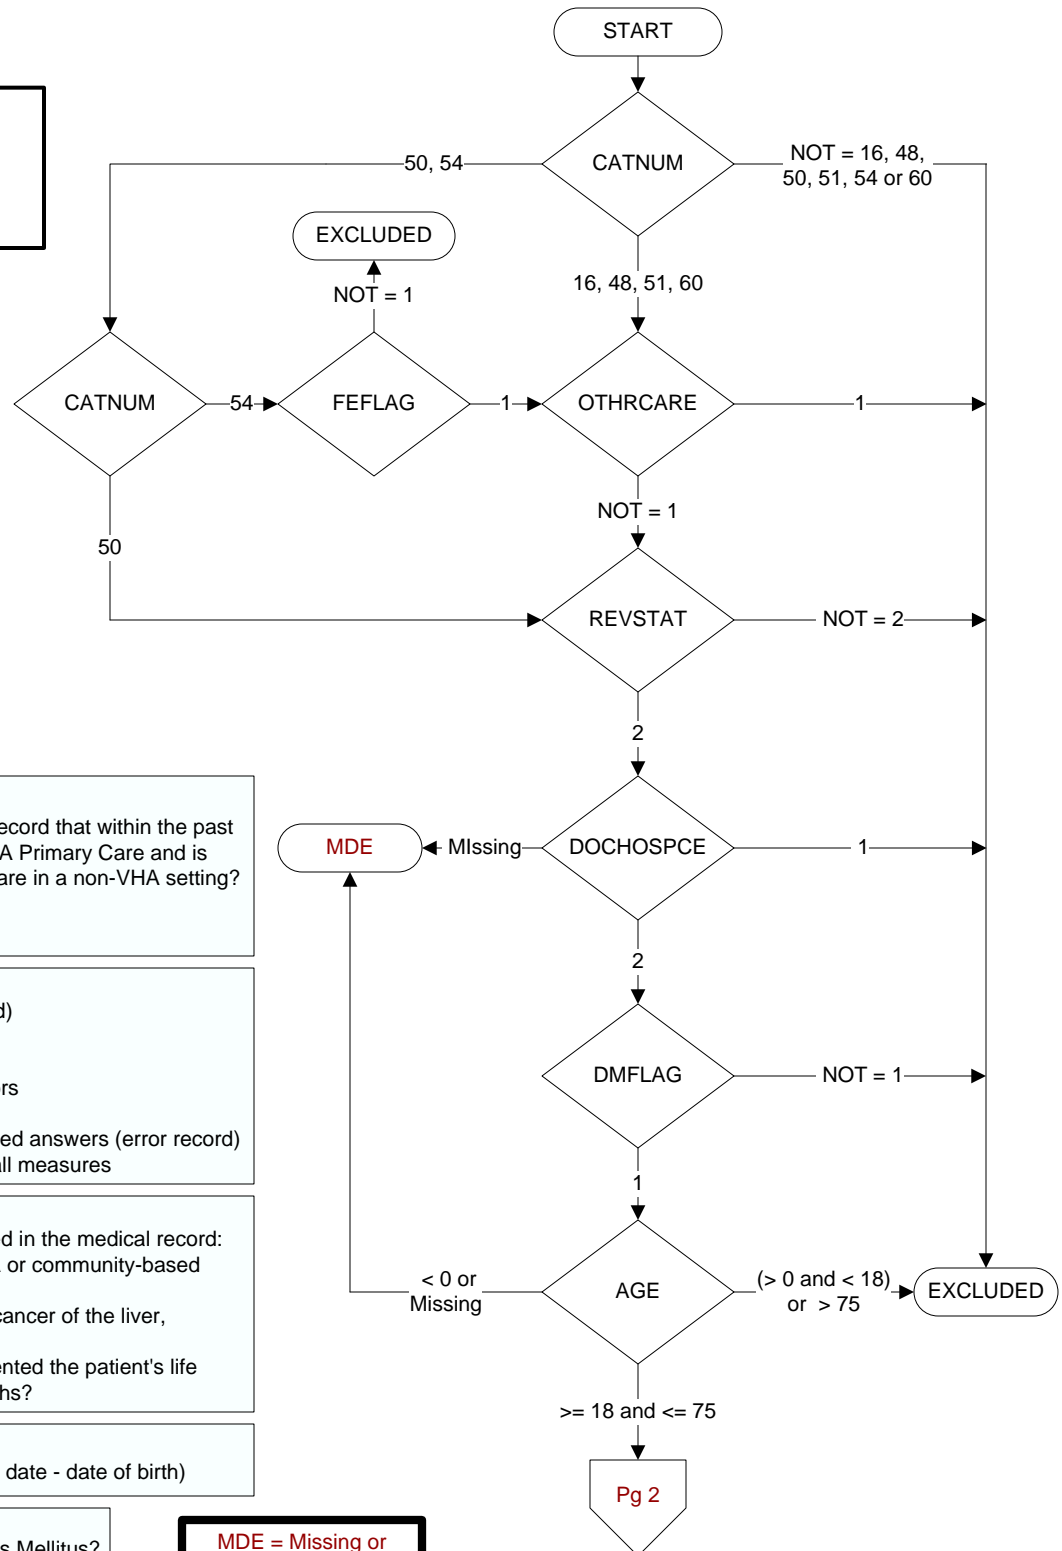 START
CATNUM
50, 54
NOT = 16, 48,
50, 51, 54 or 60
EXCLUDED
NOT = 1
16, 48, 51, 60
CATNUM
54
FEFLAG
1
OTHRCARE
1
NOT = 1
50
REVSTAT
NOT = 2
2
MDE
MIssing
DOCHOSPCE
1
2
DMFLAG
NOT = 1
1
< 0 or
Missing
AGE
(> 0 and < 18)
or > 75
EXCLUDED
>= 18 and <= 75
Pg 2
ecord that within the past
A Primary Care and is
are in a non-VHA setting?
d)
rs
ed answers (error record)
all measures
ed in the medical record:
or community-based
cancer of the liver,
ented the patient's life
hs?
date - date of birth)
s Mellitus?
MDE = Missing or